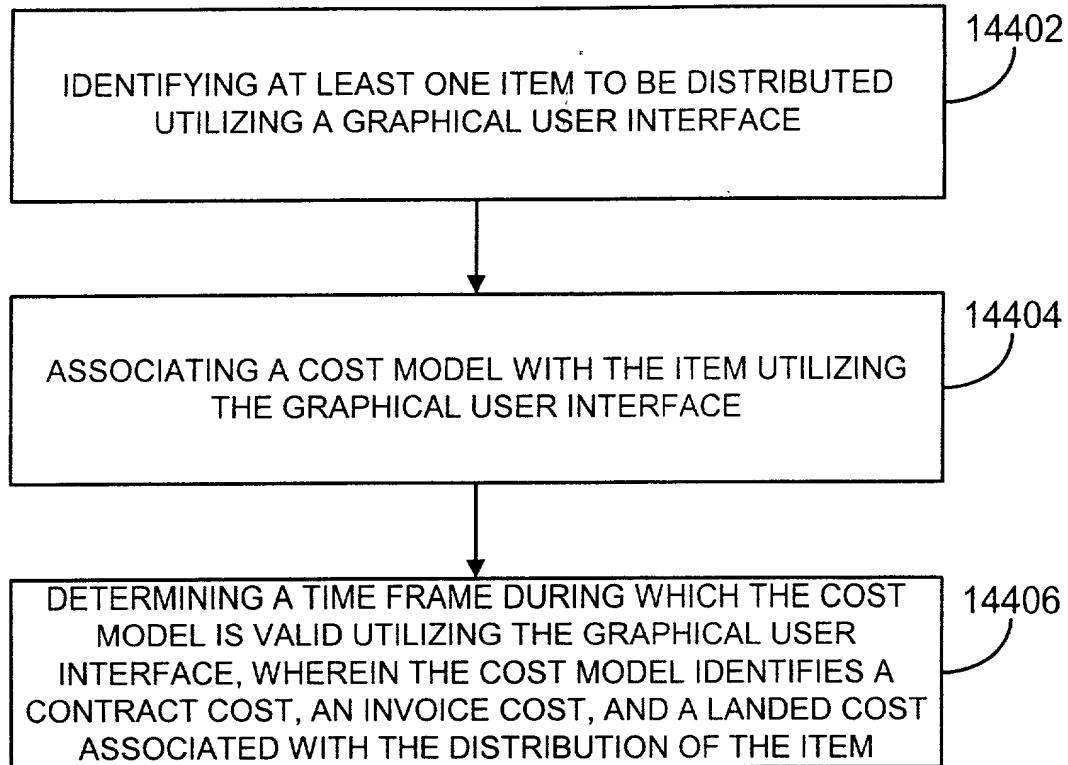 14402
IDENTIFYING AT LEAST ONE ITEM TO BE DISTRIBUTED
UTILIZING A GRAPHICAL USER INTERFACE
14404
ASSOCIATING A COST MODEL WITH THE ITEM UTILIZING
THE GRAPHICAL USER INTERFACE
14406
DETERMINING A TIME FRAME DURING WHICH THE COST
MODEL IS VALID UTILIZING THE GRAPHICAL USER
INTERFACE, WHEREIN THE COST MODEL IDENTIFIES A
CONTRACT COST, AN INVOICE COST, AND A LANDED COST
ASSOCIATED WITH THE DISTRIBUTION OF THE ITEM